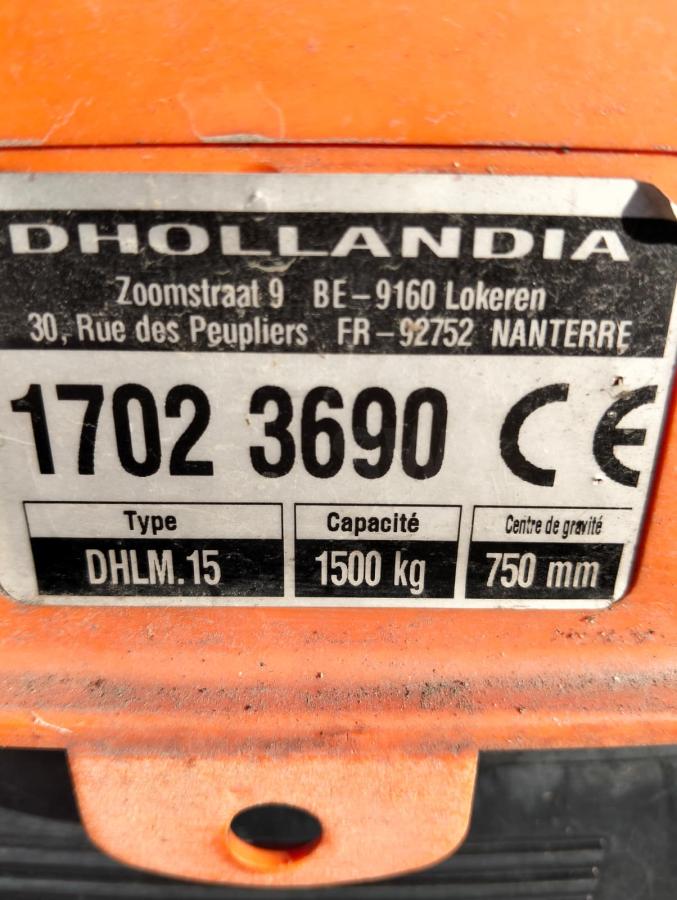 DHOLLANDIA
Zoomstraat 9 BE-9160 Lokeren
30, Rue des Peupliers FR-92752 NANTERRE
1702 3690 CE
Type Capacité Centre de gravité
DHLM.15 1500 kg 750 mm